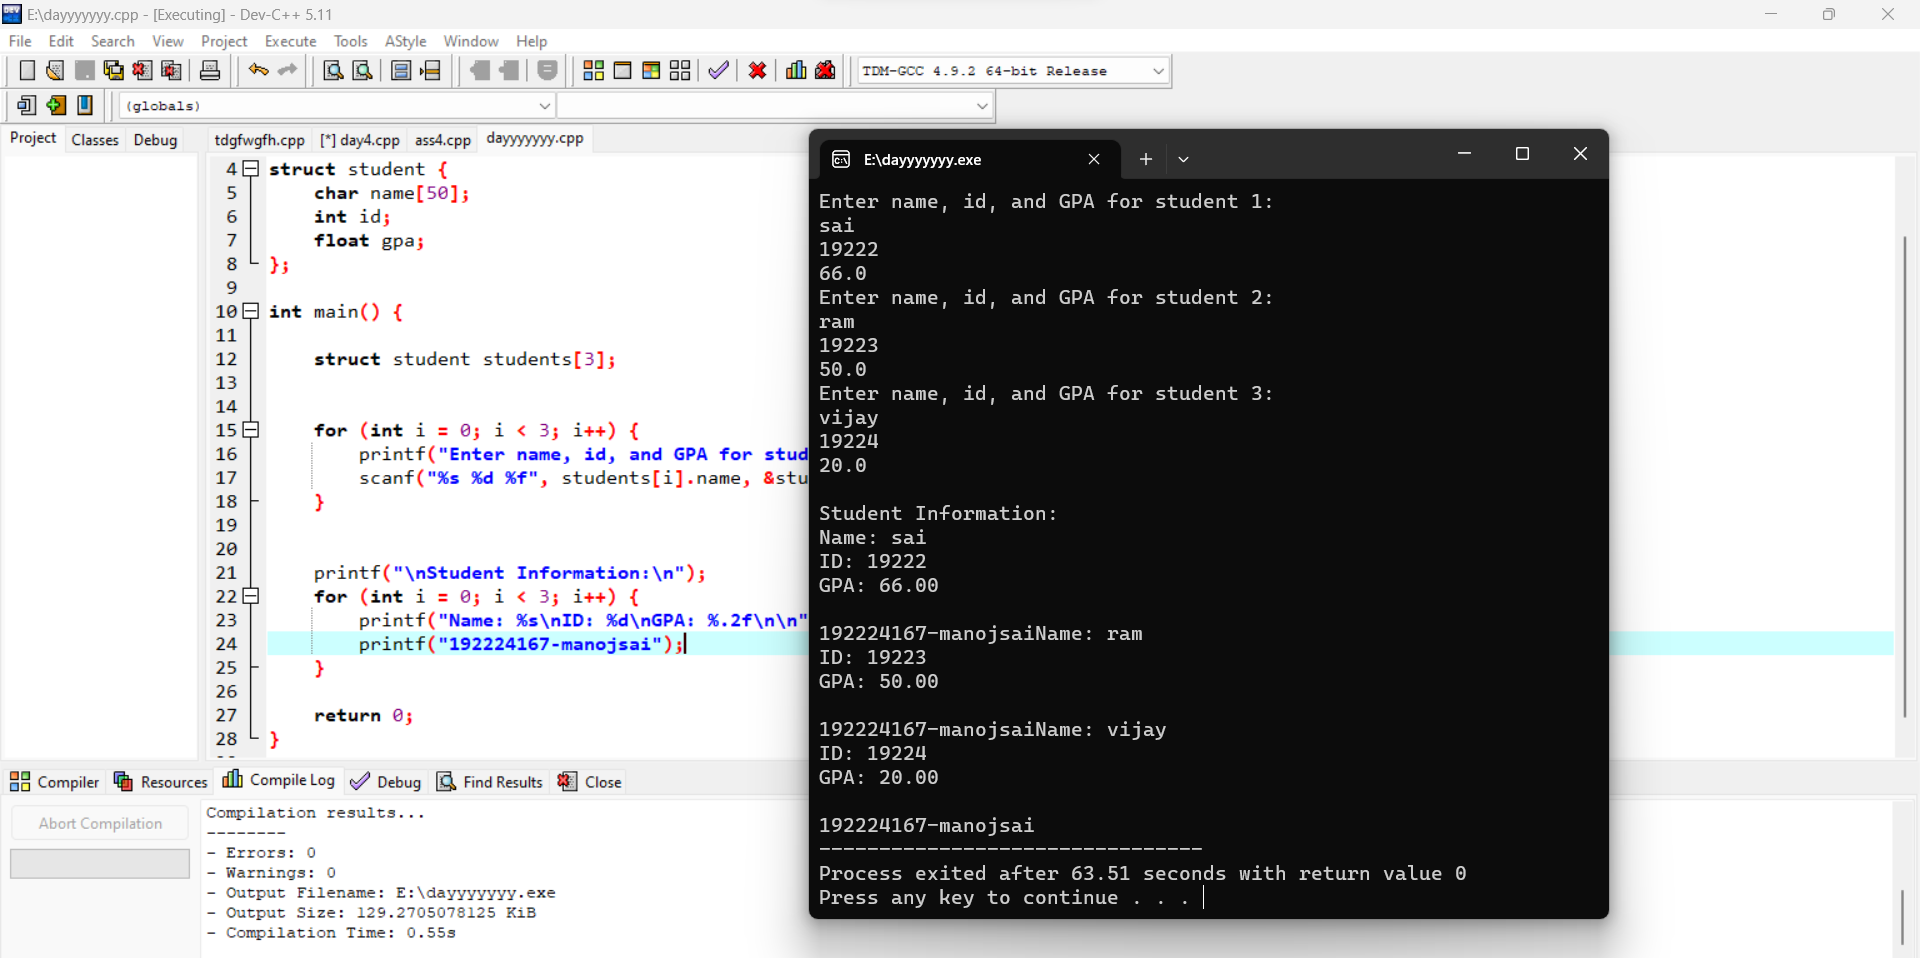 E:\dayyyyyyy.cpp - [Executing] - Dev-C++ 5.11
File Edit Search View Project Execute Tools AStyle Window Help
TDM-GCC 4.9.2 64-bit Release
(globals)
Project Classes Debug
tdgfwgfh.cpp [*] day4.cpp ass4.cpp dayyyyyyy.cpp
4 struct student {
5 char name[50];
6 int id;
7 float gpa;
8 };
9
10 int main() {
11
12 struct student students[3];
13
14
15 for (int i = 0; i < 3; i++) {
16 printf("Enter name, id, and GPA for stud
17 scanf("%s %d %f", students[i].name, &stu
18 }
19
20
21 printf("\nStudent Information:\n");
22 for (int i = 0; i < 3; i++) {
23 printf("Name: %s\nID: %d\nGPA: %.2f\n\n"
24 printf("192224167-manojsai");
25 }
26
27 return 0;
28 }
E:\dayyyyyyy.exe
Enter name, id, and GPA for student 1:
sai
19222
66.0
Enter name, id, and GPA for student 2:
ram
19223
50.0
Enter name, id, and GPA for student 3:
vijay
19224
20.0
Student Information:
Name: sai
ID: 19222
GPA: 66.00
192224167-manojsaiName: ram
ID: 19223
GPA: 50.00
192224167-manojsaiName: vijay
ID: 19224
GPA: 20.00
192224167-manojsai
--------------------------------
Process exited after 63.51 seconds with return value 0
Press any key to continue . . .
Compiler Resources Compile Log Debug Find Results Close
Abort Compilation
Compilation results...
--------
- Errors: 0
- Warnings: 0
- Output Filename: E:\dayyyyyyy.exe
- Output Size: 129.2705078125 KiB
- Compilation Time: 0.55s